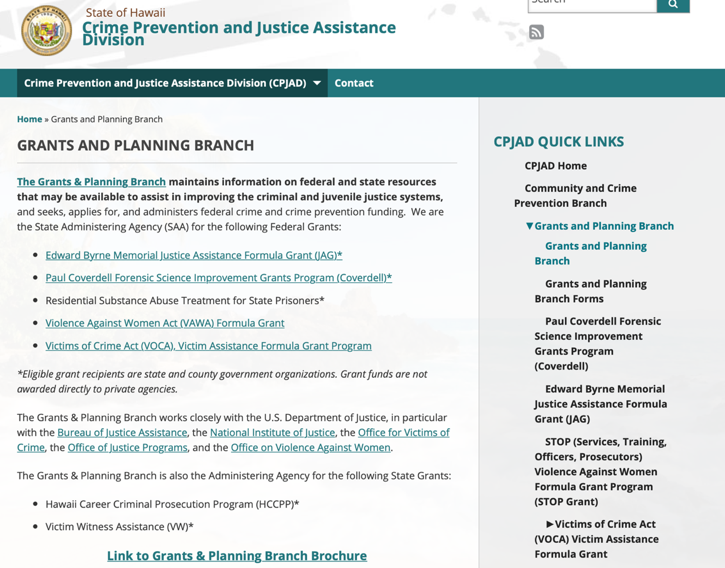 Search
State of Hawaii
Crime Prevention and Justice Assistance
Division
Crime Prevention and Justice Assistance Division (CPJAD) Contact
Home » Grants and Planning Branch
GRANTS AND PLANNING BRANCH
The Grants & Planning Branch maintains information on federal and state resources
that may be available to assist in improving the criminal and juvenile justice systems,
and seeks, applies for, and administers federal crime and crime prevention funding. We are
the State Administering Agency (SAA) for the following Federal Grants:
Edward Byrne Memorial Justice Assistance Formula Grant (JAG)*
Paul Coverdell Forensic Science Improvement Grants Program (Coverdell)*
Residential Substance Abuse Treatment for State Prisoners*
Violence Against Women Act (VAWA) Formula Grant
Victims of Crime Act (VOCA), Victim Assistance Formula Grant Program
*Eligible grant recipients are state and county government organizations. Grant funds are not
awarded directly to private agencies.
The Grants & Planning Branch works closely with the U.S. Department of Justice, in particular
with the Bureau of Justice Assistance, the National Institute of Justice, the Office for Victims of
Crime, the Office of Justice Programs, and the Office on Violence Against Women.
The Grants & Planning Branch is also the Administering Agency for the following State Grants:
Hawaii Career Criminal Prosecution Program (HCCPP)*
Victim Witness Assistance (VW)*
Link to Grants & Planning Branch Brochure
CPJAD QUICK LINKS
CPJAD Home
Community and Crime
Prevention Branch
▼Grants and Planning Branch
Grants and Planning
Branch
Grants and Planning
Branch Forms
Paul Coverdell Forensic
Science Improvement
Grants Program
(Coverdell)
Edward Byrne Memorial
Justice Assistance Formula
Grant (JAG)
STOP (Services, Training,
Officers, Prosecutors)
Violence Against Women
Formula Grant Program
(STOP Grant)
►Victims of Crime Act
(VOCA) Victim Assistance
Formula Grant